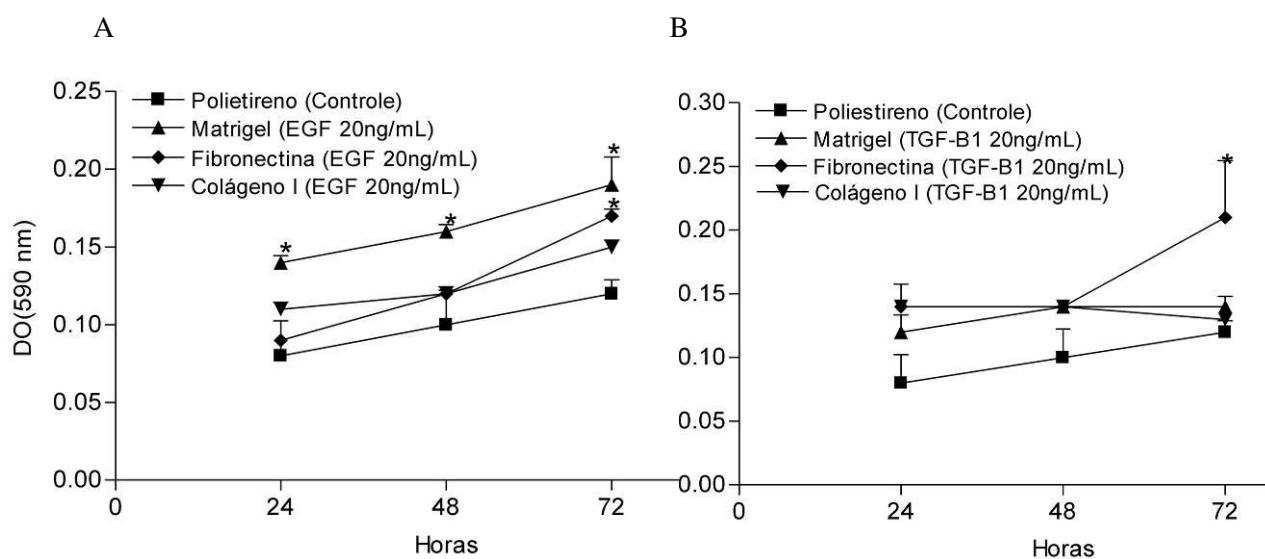 A
B
0.25
0.20
0.15
0.10
0.05
0.00
DO(590 nm)
Polietireno (Controle)
Matrigel (EGF 20ng/mL)
Fibronectina (EGF 20ng/mL)
Colágeno I (EGF 20ng/mL)
*
*
*
*
0
24
48
72
Horas
0.30
0.25
0.20
0.15
0.10
0.05
0.00
Poliestireno (Controle)
Matrigel (TGF-B1 20ng/mL)
Fibronectina (TGF-B1 20ng/mL)
Colágeno I (TGF-B1 20ng/mL)
*
0
24
48
72
Horas